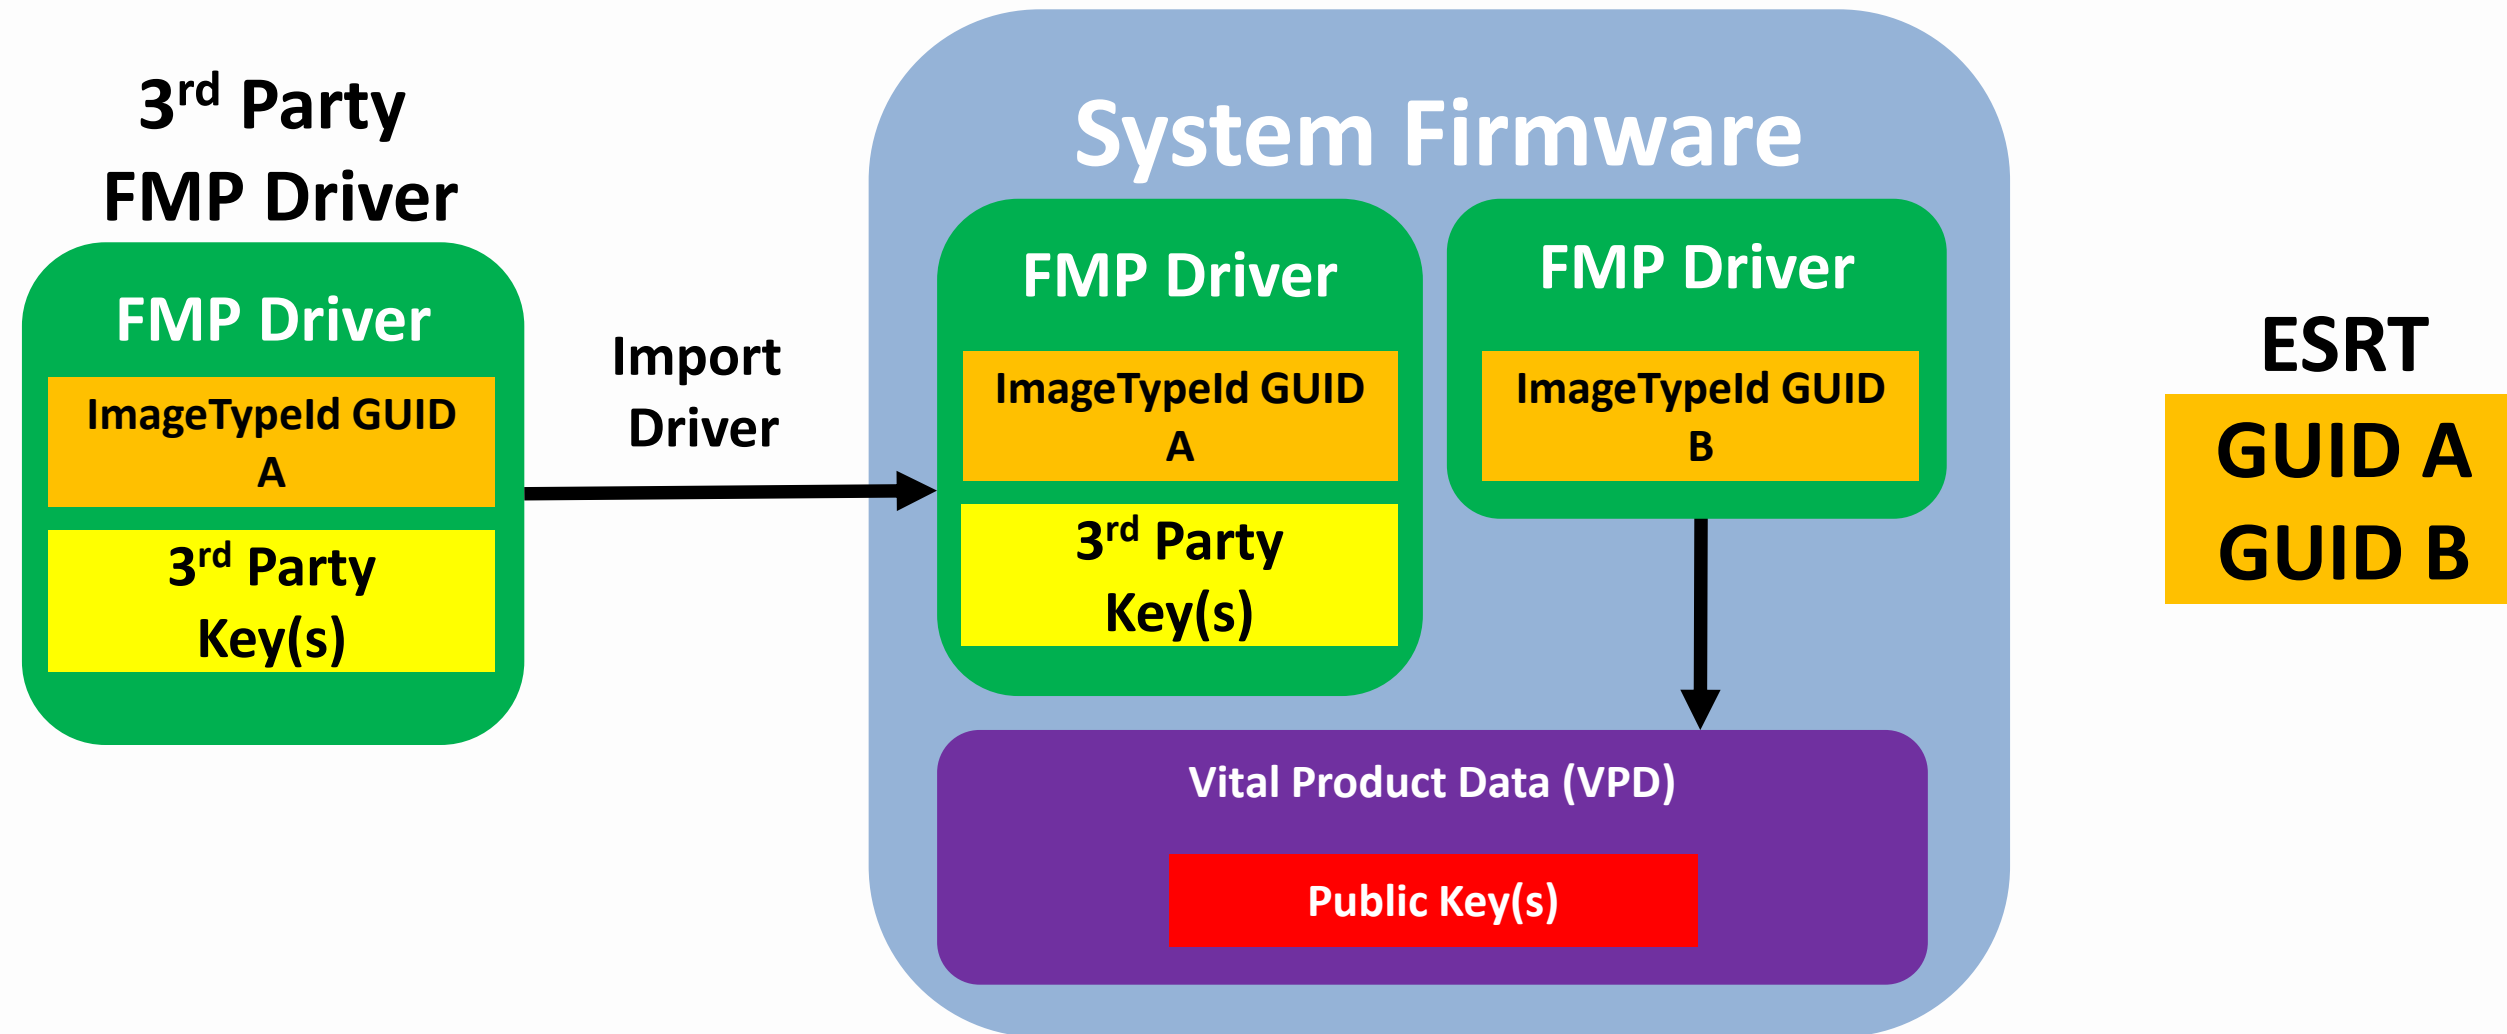 3rd Party
FMP Driver
FMP Driver
ImageTypeId GUID
A
3rd Party
Key(s)
Import
Driver
System Firmware
FMP Driver
ImageTypeId GUID
A
3rd Party
Key(s)
FMP Driver
ImageTypeId GUID
B
Vital Product Data (VPD)
Public Key(s)
ESRT
GUID A
GUID B